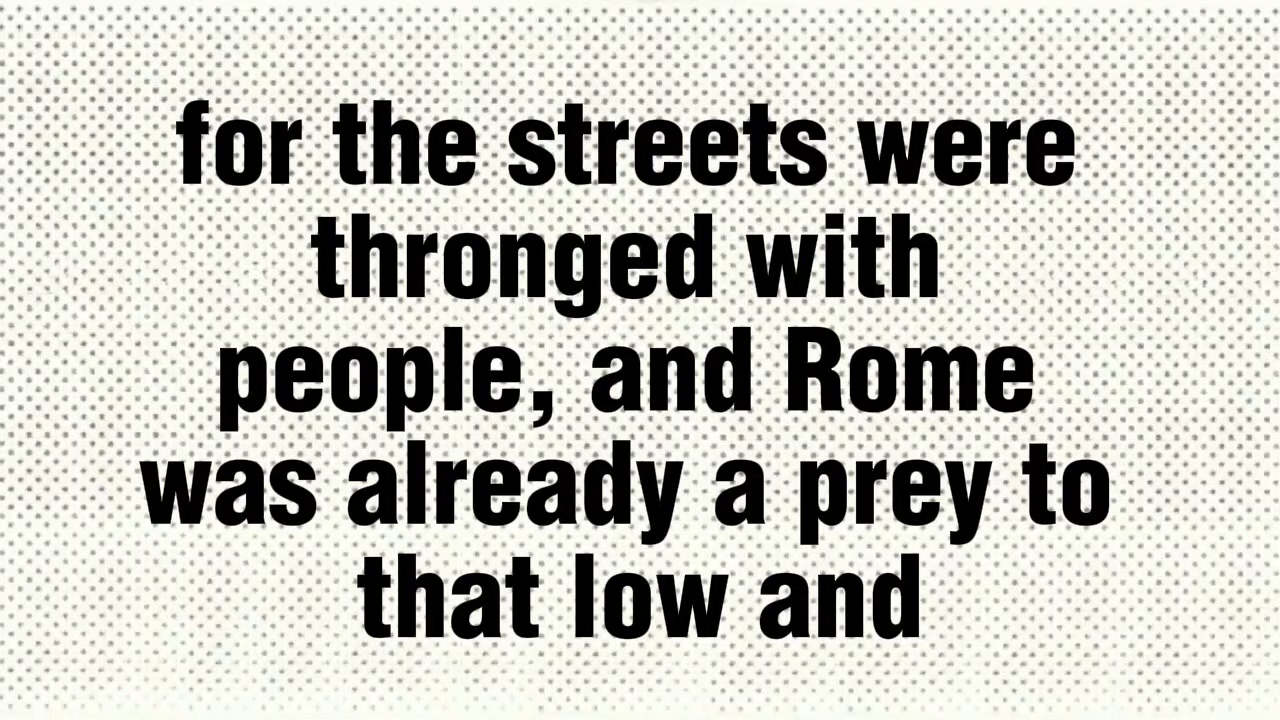 for the streets were
thronged with
people, and Rome
was already a prey to
that low and